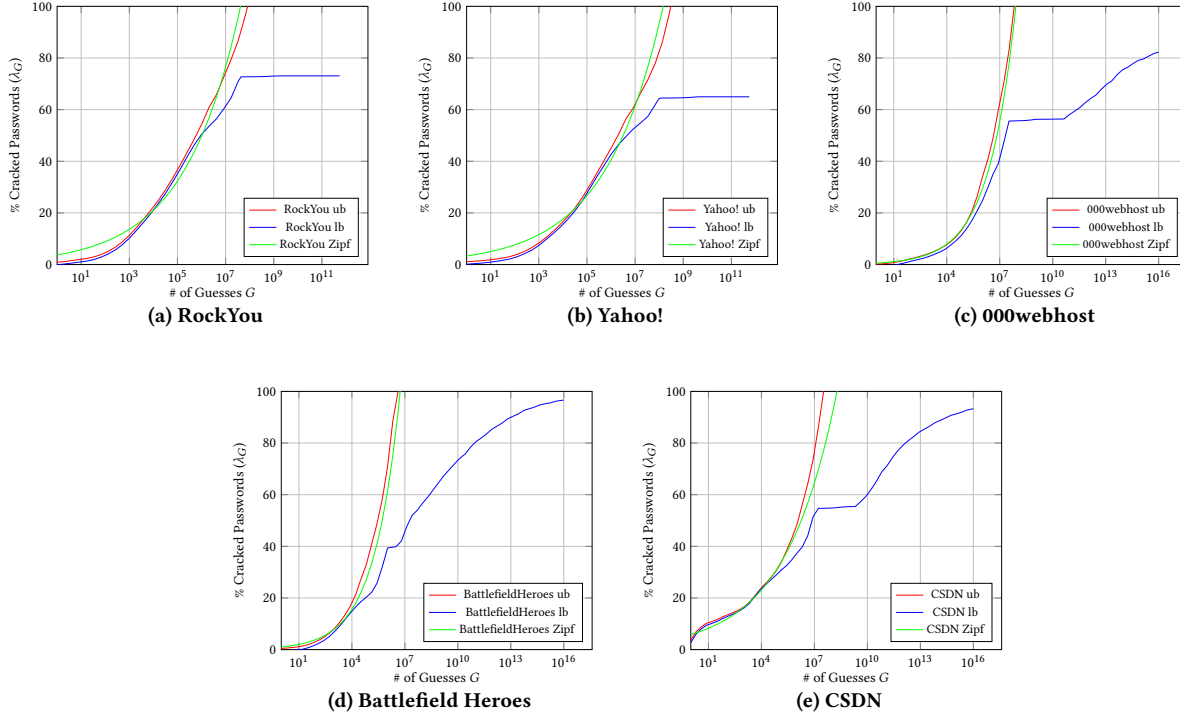 100
80
60
40
20
0
% Cracked Passwords (λ_G)
10^1 10^3 10^5 10^7 10^9 10^11
# of Guesses G
RockYou ub
RockYou lb
RockYou Zipf
(a) RockYou
100
80
60
40
20
0
% Cracked Passwords (λ_G)
10^1 10^3 10^5 10^7 10^9 10^11
# of Guesses G
Yahoo! ub
Yahoo! lb
Yahoo! Zipf
(b) Yahoo!
100
80
60
40
20
0
% Cracked Passwords (λ_G)
10^1 10^4 10^7 10^10 10^13 10^16
# of Guesses G
000webhost ub
000webhost lb
000webhost Zipf
(c) 000webhost
100
80
60
40
20
0
% Cracked Passwords (λ_G)
10^1 10^4 10^7 10^10 10^13 10^16
# of Guesses G
BattlefieldHeroes ub
BattlefieldHeroes lb
BattlefieldHeroes Zipf
(d) Battlefield Heroes
100
80
60
40
20
0
% Cracked Passwords (λ_G)
10^1 10^4 10^7 10^10 10^13 10^16
# of Guesses G
CSDN ub
CSDN lb
CSDN Zipf
(e) CSDN